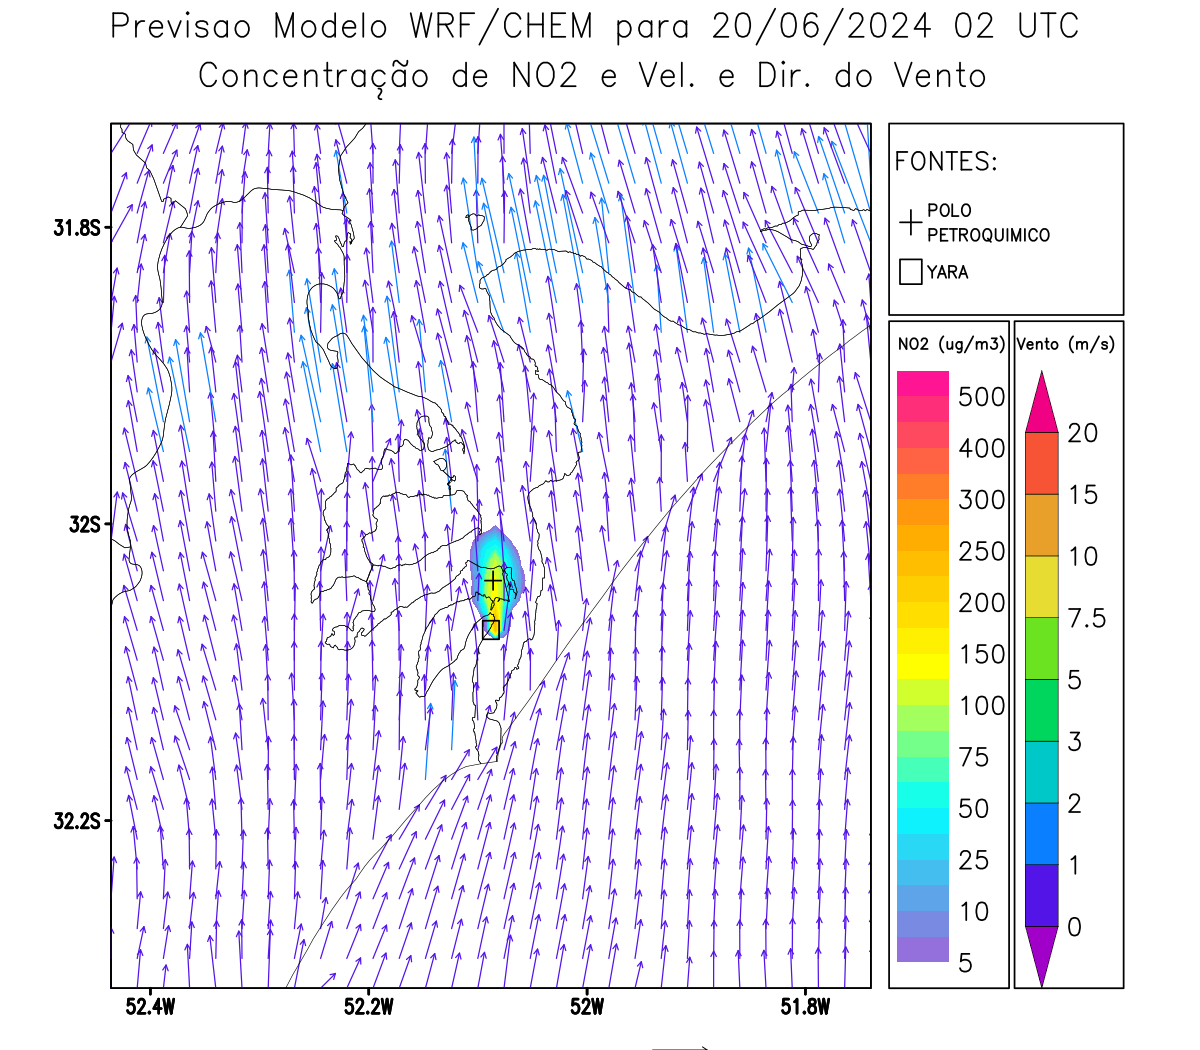 Previsao Modelo WRF/CHEM para 20/06/2024 02 UTC
Concentração de NO2 e Vel. e Dir. do Vento
FONTES:
POLO
PETROQUIMICO
YARA
31.8S
32S
32.2S
52.4W
52.2W
52W
51.8W
NO2 (ug/m3)
500
400
300
250
200
150
100
75
50
25
10
5
Vento (m/s)
20
15
10
7.5
5
3
2
1
0